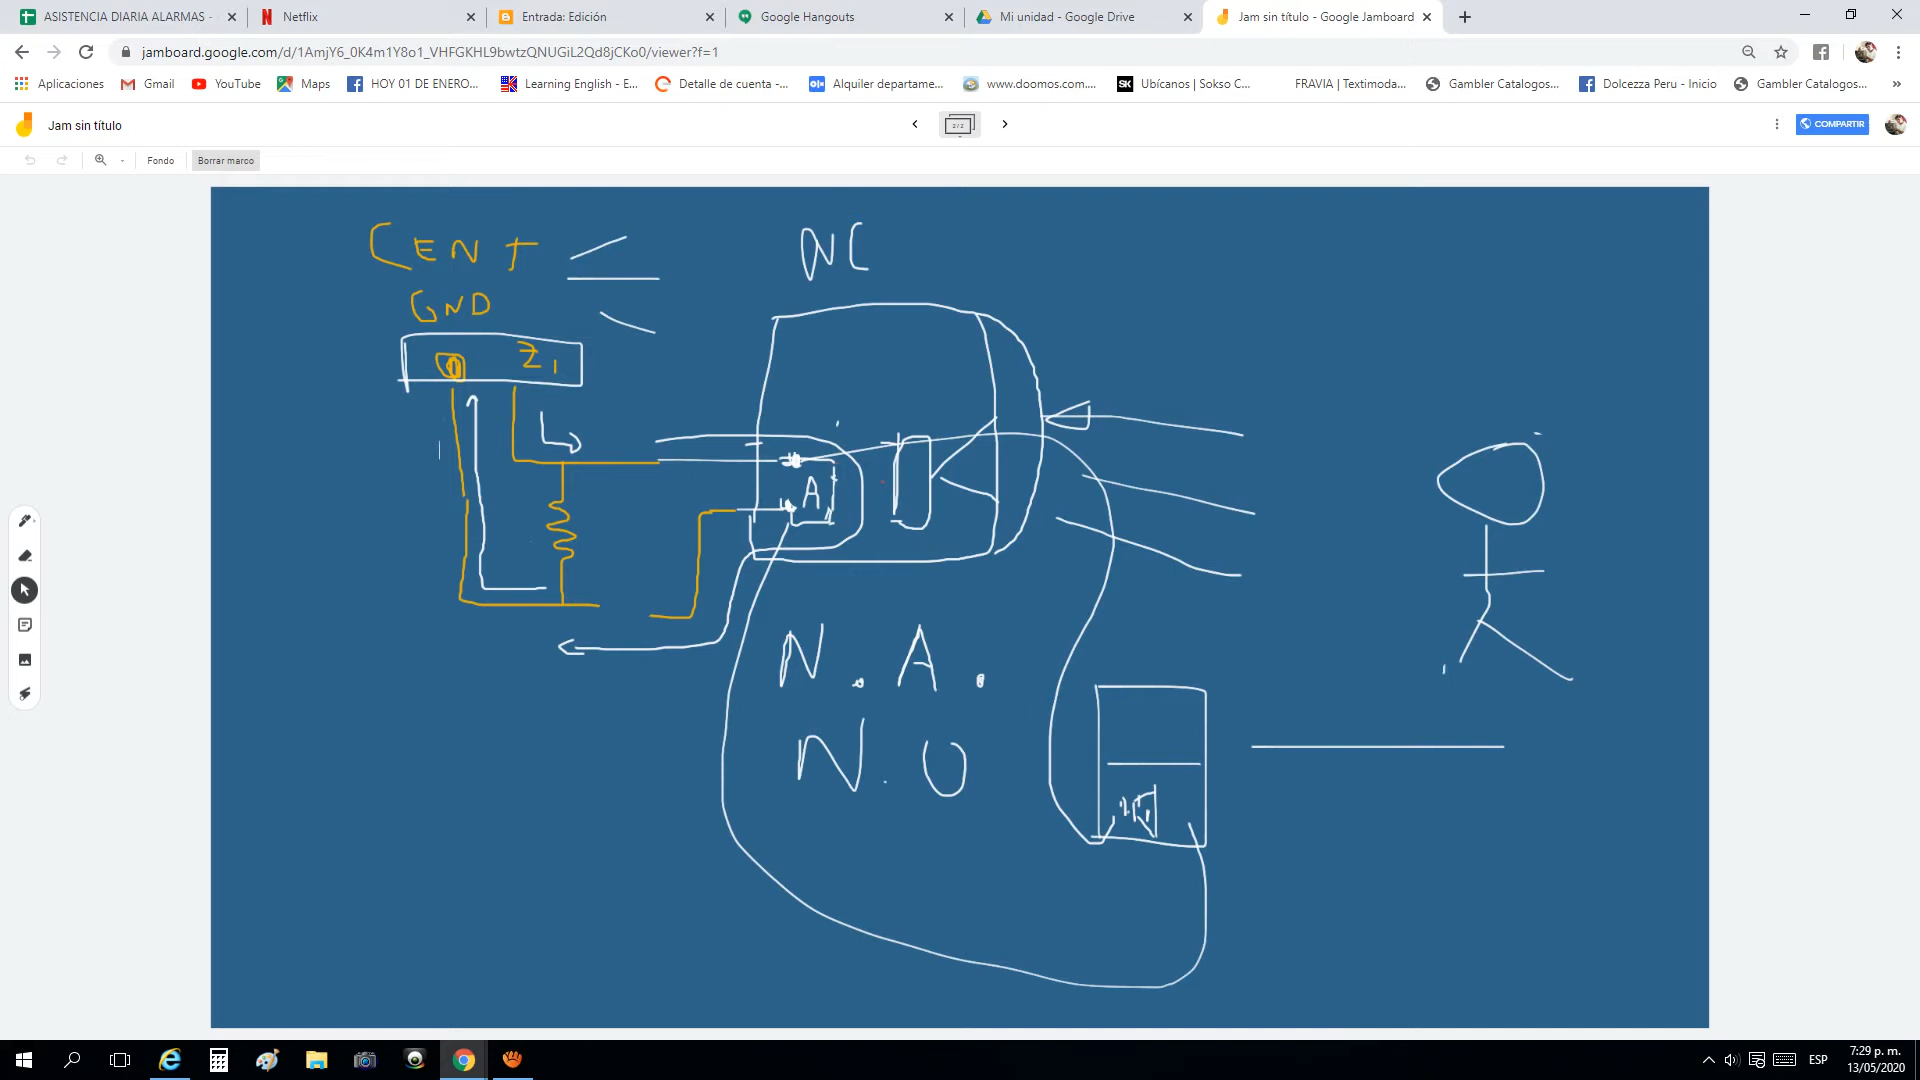 ASISTENCIA DIARIA ALARMAS -
Netflix
Entrada: Edición
Google Hangouts
Mi unidad - Google Drive
Jam sin título - Google Jamboard
jamboard.google.com/d/1AmjY6_0K4m1Y8o1_VHFGKHL9bwtzQNUGiL2Qd8jCKo0/viewer?f=1
Aplicaciones
Gmail
YouTube
Maps
HOY 01 DE ENERO...
Learning English - E...
Detalle de cuenta -...
Alquiler departame...
www.doomos.com....
Ubícanos | Sokso C...
FRAVIA | Textimoda...
Gambler Catalogos...
Dolcezza Peru - Inicio
Gambler Catalogos...
Jam sin título
2 / 2
COMPARTIR
Fondo
Borrar marco
CENT
NC
GND
Z1
A
N.A.
N.O
ESP
7:29 p. m.
13/05/2020